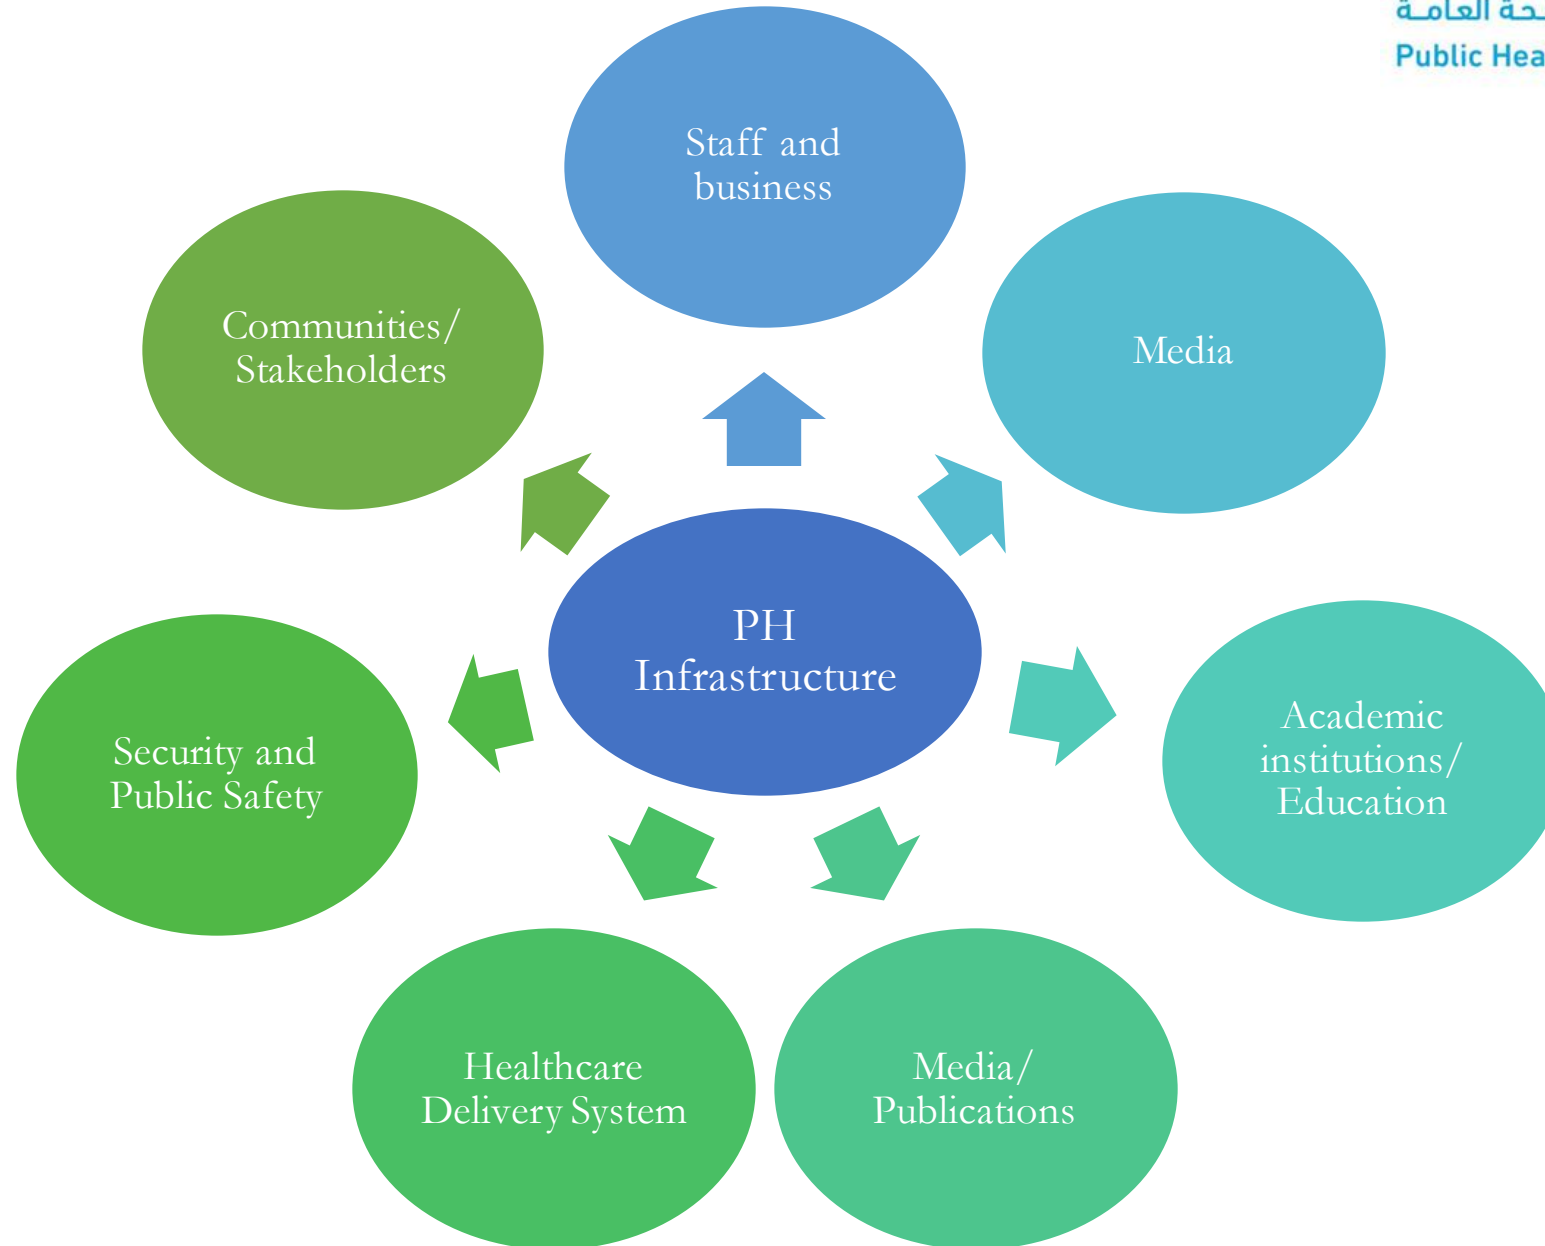 العامة
Public
Staff and
business
Communities/
Stakeholders
Media
PH
Infrastructure
Academic
institutions/
Education
Security and
Public Safety
Healthcare
Delivery System
Media/
Publications